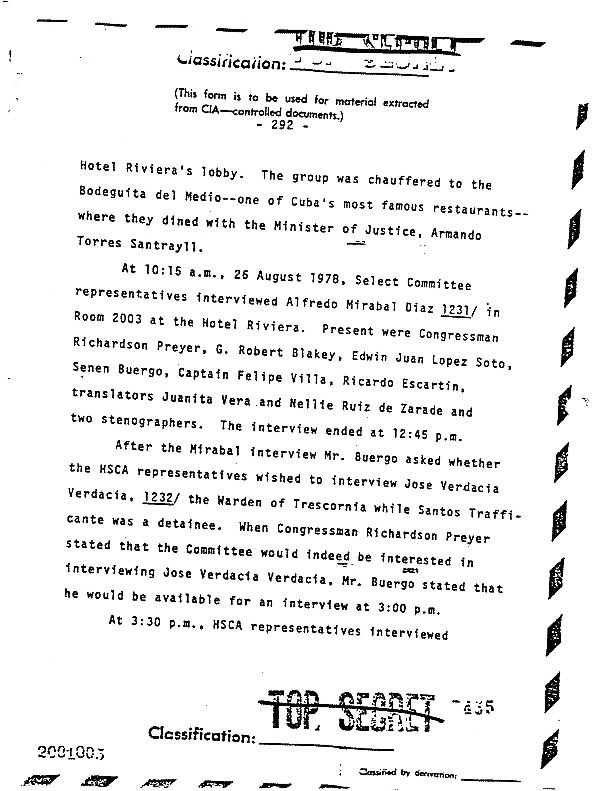 Classification: TOP SECRET
(This form is to be used for material extracted
from CIA—controlled documents.)
- 292 -
Hotel Riviera's lobby. The group was chauffered to the
Bodeguita del Medio--one of Cuba's most famous restaurants--
where they dined with the Minister of Justice, Armando
Torres Santrayll.
At 10:15 a.m., 26 August 1978, Select Committee
representatives interviewed Alfredo Mirabal Diaz 1231/ in
Room 2003 at the Hotel Riviera. Present were Congressman
Richardson Preyer, G. Robert Blakey, Edwin Juan Lopez Soto,
Senen Buergo, Captain Felipe Villa, Ricardo Escartin,
translators Juanita Vera and Nellie Ruiz de Zarade and
two stenographers. The interview ended at 12:45 p.m.
After the Mirabal interview Mr. Buergo asked whether
the HSCA representatives wished to interview Jose Verdacia
Verdacia, 1232/ the Warden of Trescornia while Santos Traffi-
cante was a detainee. When Congressman Richardson Preyer
stated that the Committee would indeed be interested in
interviewing Jose Verdacia Verdacia, Mr. Buergo stated that
he would be available for an interview at 3:00 p.m.
At 3:30 p.m., HSCA representatives interviewed
TOP SECRET
Classification:
2001005
Classified by derivation: